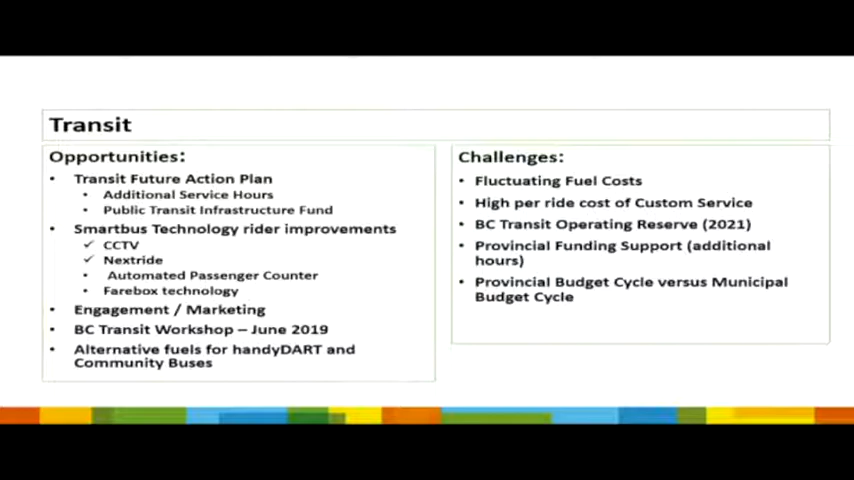 Transit
Opportunities:
• Transit Future Action Plan
• Additional Service Hours
• Public Transit Infrastructure Fund
• Smartbus Technology rider improvements
✓ CCTV
✓ Nextride
• Automated Passenger Counter
• Farebox technology
• Engagement / Marketing
• BC Transit Workshop – June 2019
• Alternative fuels for handyDART and
Community Buses
Challenges:
• Fluctuating Fuel Costs
• High per ride cost of Custom Service
• BC Transit Operating Reserve (2021)
• Provincial Funding Support (additional
hours)
• Provincial Budget Cycle versus Municipal
Budget Cycle